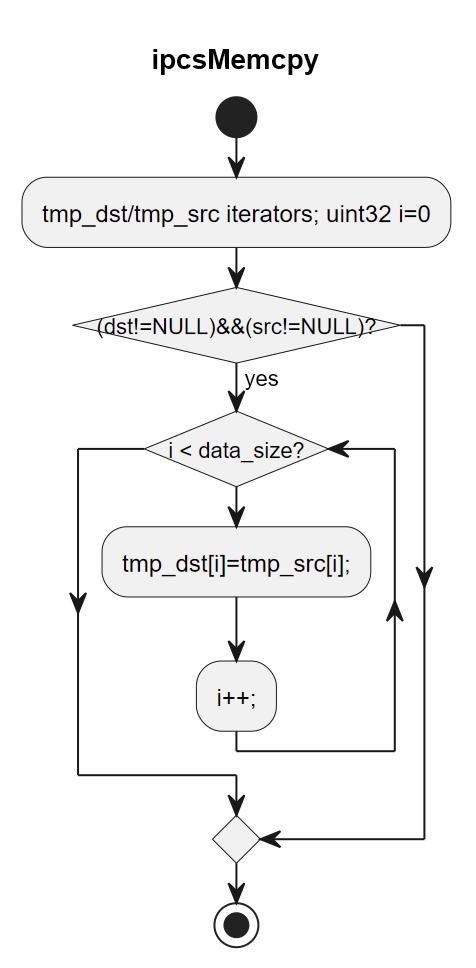 ipcsMemcpy
tmp_dst/tmp_src iterators; uint32 i=0
(dst!=NULL)&&(src!=NULL)?
yes
i < data_size?
tmp_dst[i]=tmp_src[i];
i++;